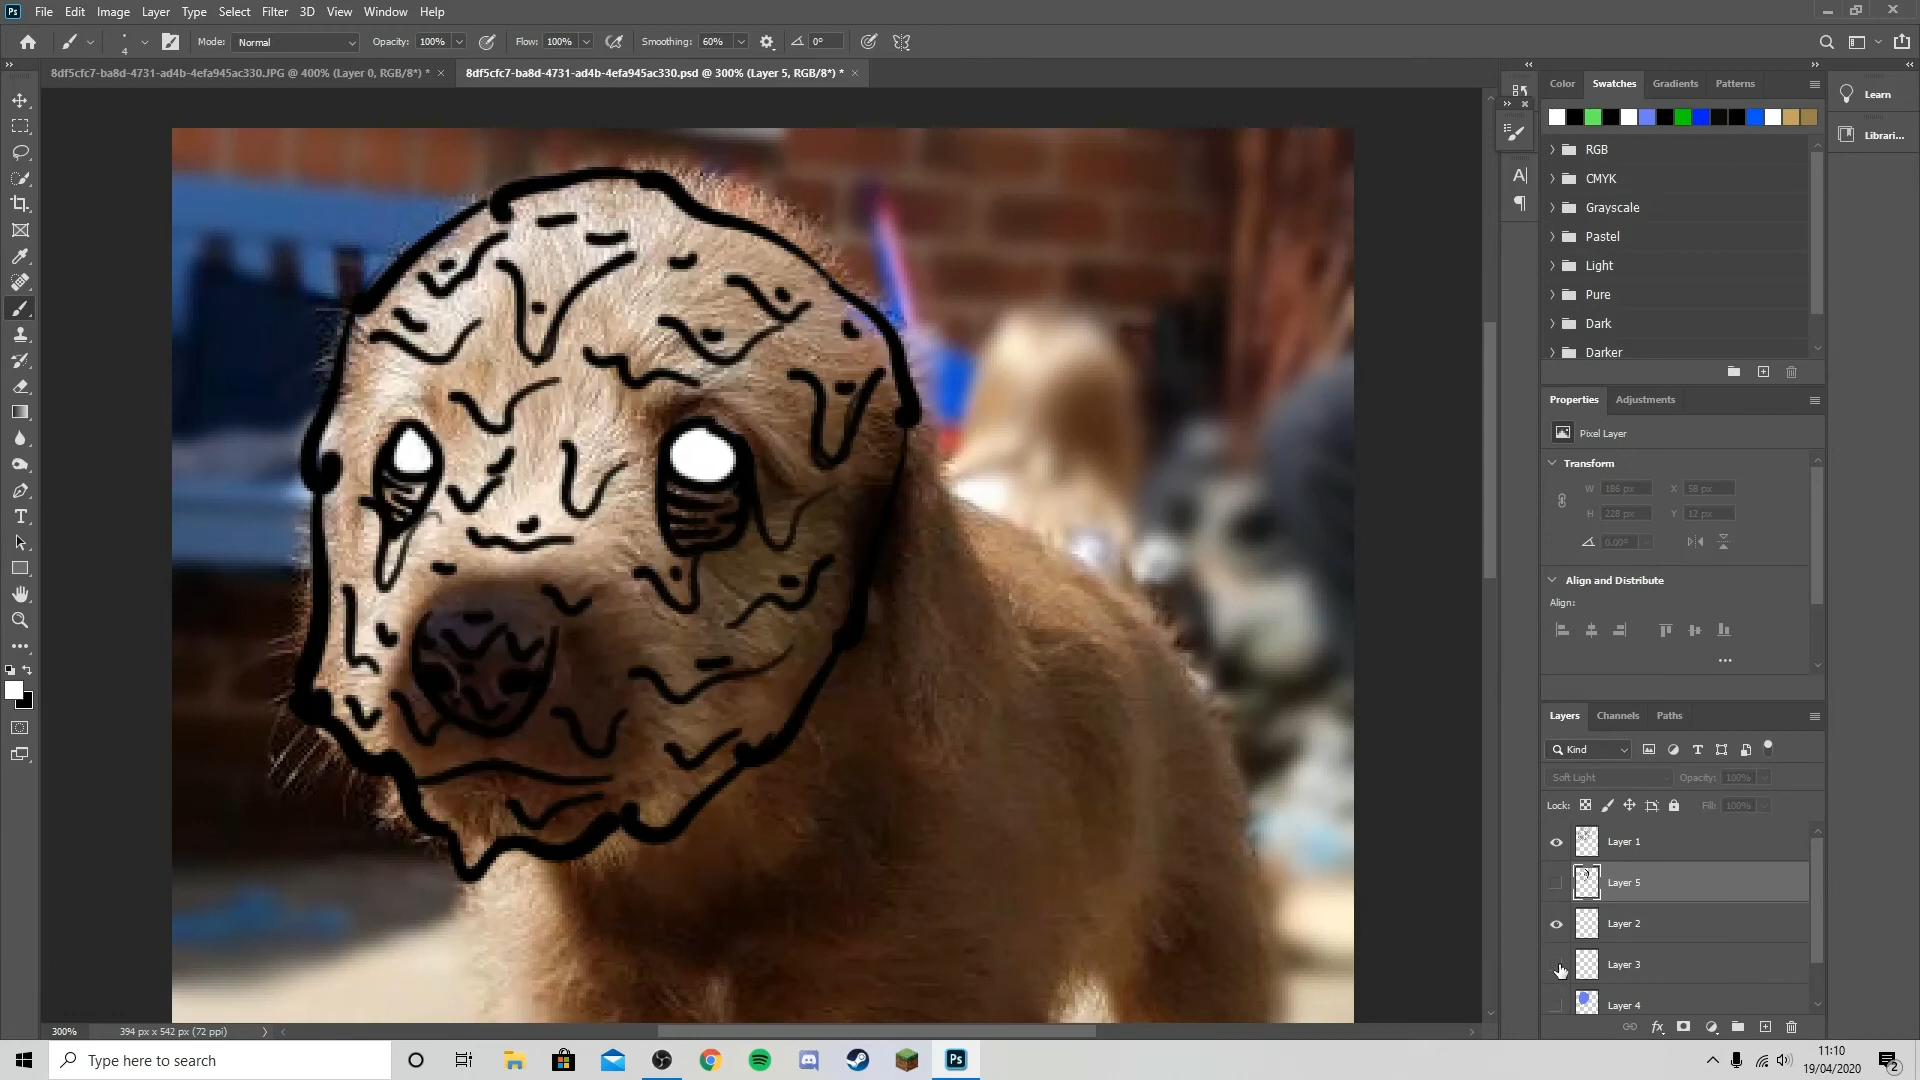 Ps File Edit Image Layer Type Select Filter 3D View Window Help
4 Mode: Normal Opacity: 100% Flow: 100% Smoothing: 60% 0°
8df5cfc7-ba8d-4731-ad4b-4efa945ac330.JPG @ 400% (Layer 0, RGB/8*) * × 8df5cfc7-ba8d-4731-ad4b-4efa945ac330.psd @ 300% (Layer 5, RGB/8*) * ×
Color Swatches Gradients Patterns
Learn
Librari...
RGB
CMYK
Grayscale
Pastel
Light
Pure
Dark
Darker
Properties Adjustments
Pixel Layer
Transform
W 186 px X 58 px
H 228 px Y 12 px
0.00°
Align and Distribute
Align:
Layers Channels Paths
Kind
Soft Light Opacity: 100%
Lock: Fill: 100%
Layer 1
Layer 5
Layer 2
Layer 3
Layer 4
300% 394 px x 542 px (72 ppi)
Type here to search
Ps
11:10
19/04/2020
2